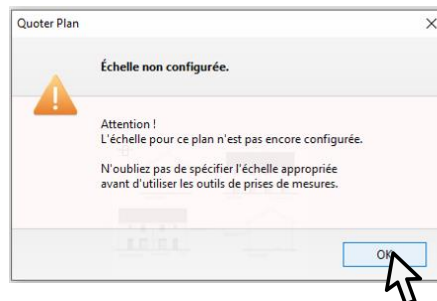 Quoter Plan
Échelle non configurée.
Attention !
L'échelle pour ce plan n'est pas encore configurée.
N'oubliez pas de spécifier l'échelle appropriée
avant d'utiliser les outils de prises de mesures.
OK